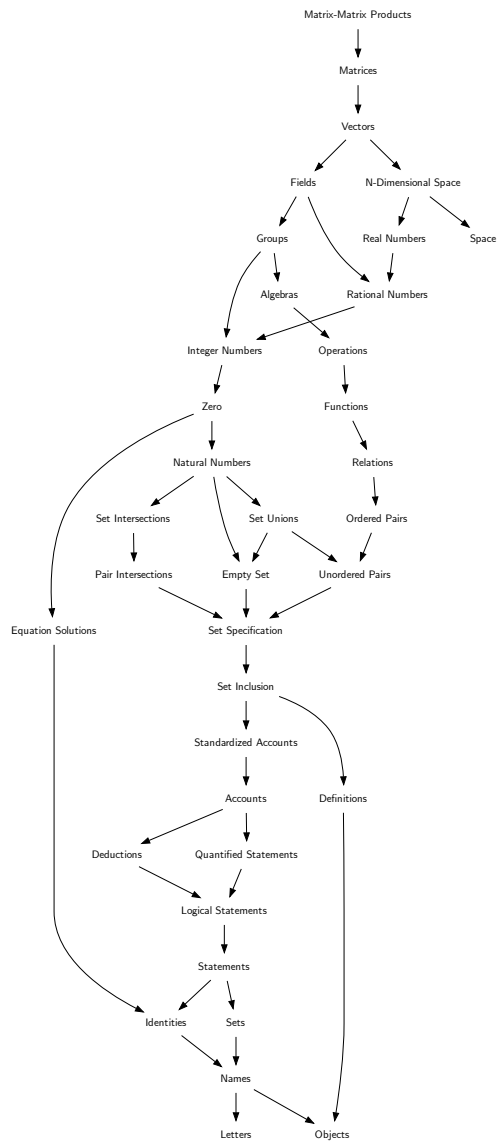 Matrix-Matrix Products
Matrices
Vectors
Fields
N-Dimensional Space
Groups
Real Numbers
Space
Algebras
Rational Numbers
Integer Numbers
Operations
Zero
Functions
Natural Numbers
Relations
Set Intersections
Set Unions
Ordered Pairs
Pair Intersections
Empty Set
Unordered Pairs
Equation Solutions
Set Specification
Set Inclusion
Standardized Accounts
Accounts
Definitions
Deductions
Quantified Statements
Logical Statements
Statements
Identities
Sets
Names
Letters
Objects